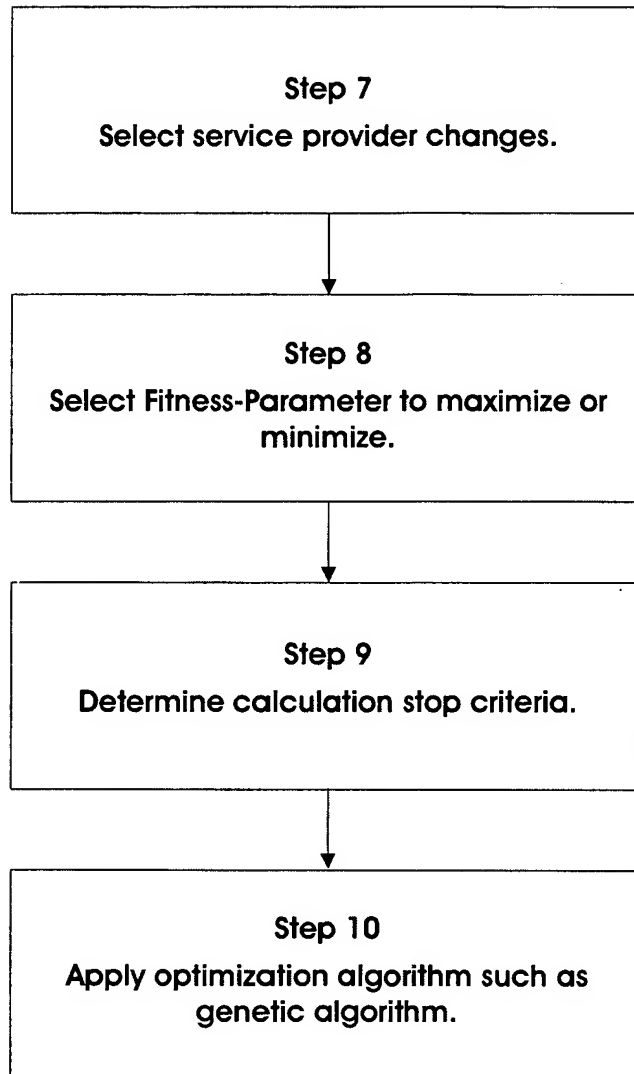 Step 7
Select service provider changes.
Step 8
Select Fitness-Parameter to maximize or
minimize.
Step 9
Determine calculation stop criteria.
Step 10
Apply optimization algorithm such as
genetic algorithm.